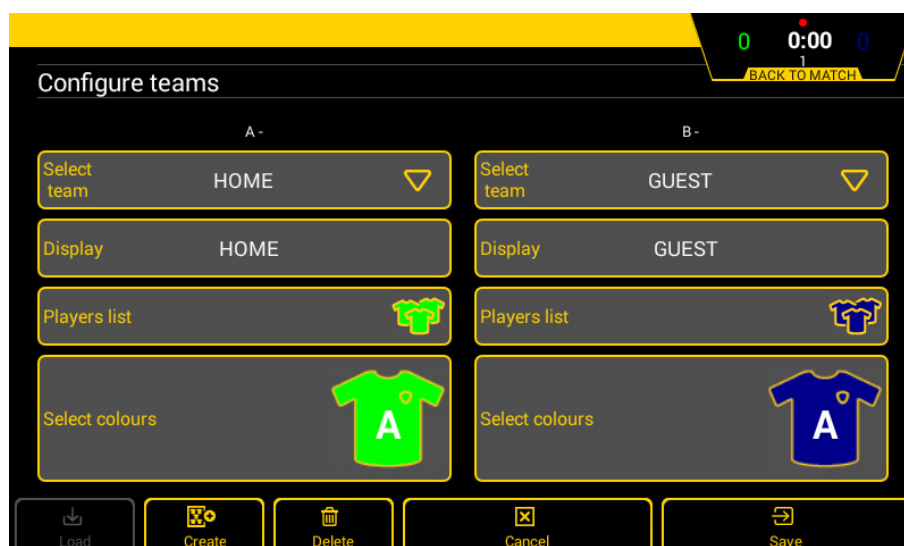 0 0:00 0
1
BACK TO MATCH
Configure teams
A -
B -
Select team
HOME
Select team
GUEST
Display
HOME
Display
GUEST
Players list
Players list
Select colours
A
Select colours
A
Load
Create
Delete
Cancel
Save